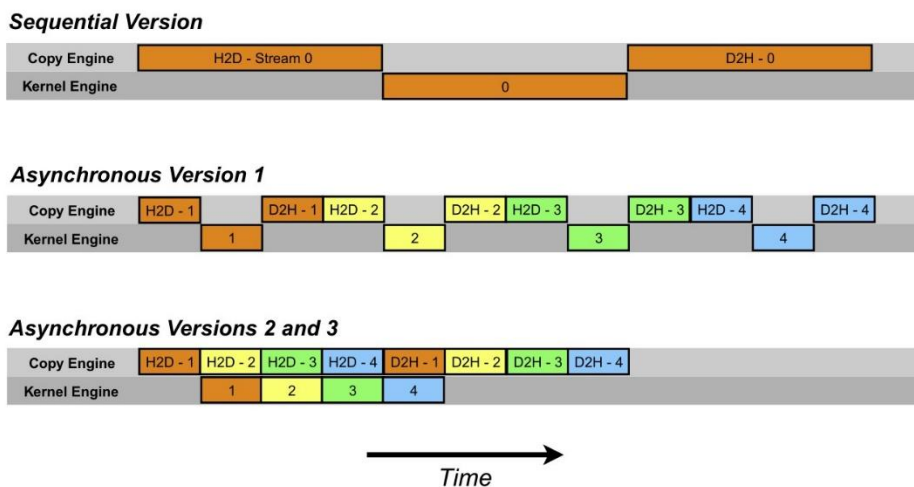 Sequential Version
Copy Engine H2D - Stream 0 D2H - 0
Kernel Engine 0
Asynchronous Version 1
Copy Engine H2D - 1 D2H - 1 H2D - 2 D2H - 2 H2D - 3 D2H - 3 H2D - 4 D2H - 4
Kernel Engine 1 2 3 4
Asynchronous Versions 2 and 3
Copy Engine H2D - 1 H2D - 2 H2D - 3 H2D - 4 D2H - 1 D2H - 2 D2H - 3 D2H - 4
Kernel Engine 1 2 3 4
Time